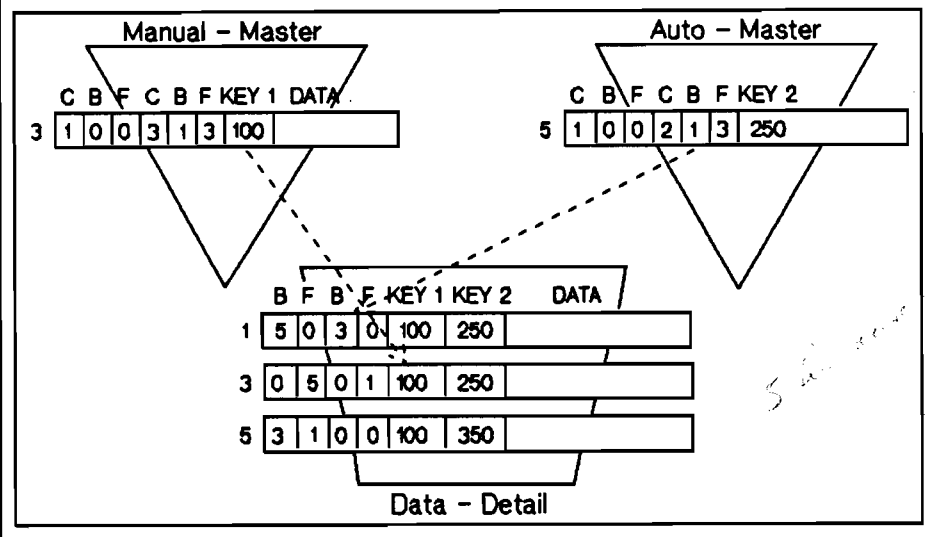 Manual - Master
Auto - Master
C B F C B F KEY 1 DATA
3 1 0 0 3 1 3 100
C B F C B F KEY 2
5 1 0 0 2 1 3 250
B F B F KEY 1 KEY 2 DATA
1 5 0 3 0 100 250
3 0 5 0 1 100 250
5 3 1 0 0 100 350
Data - Detail